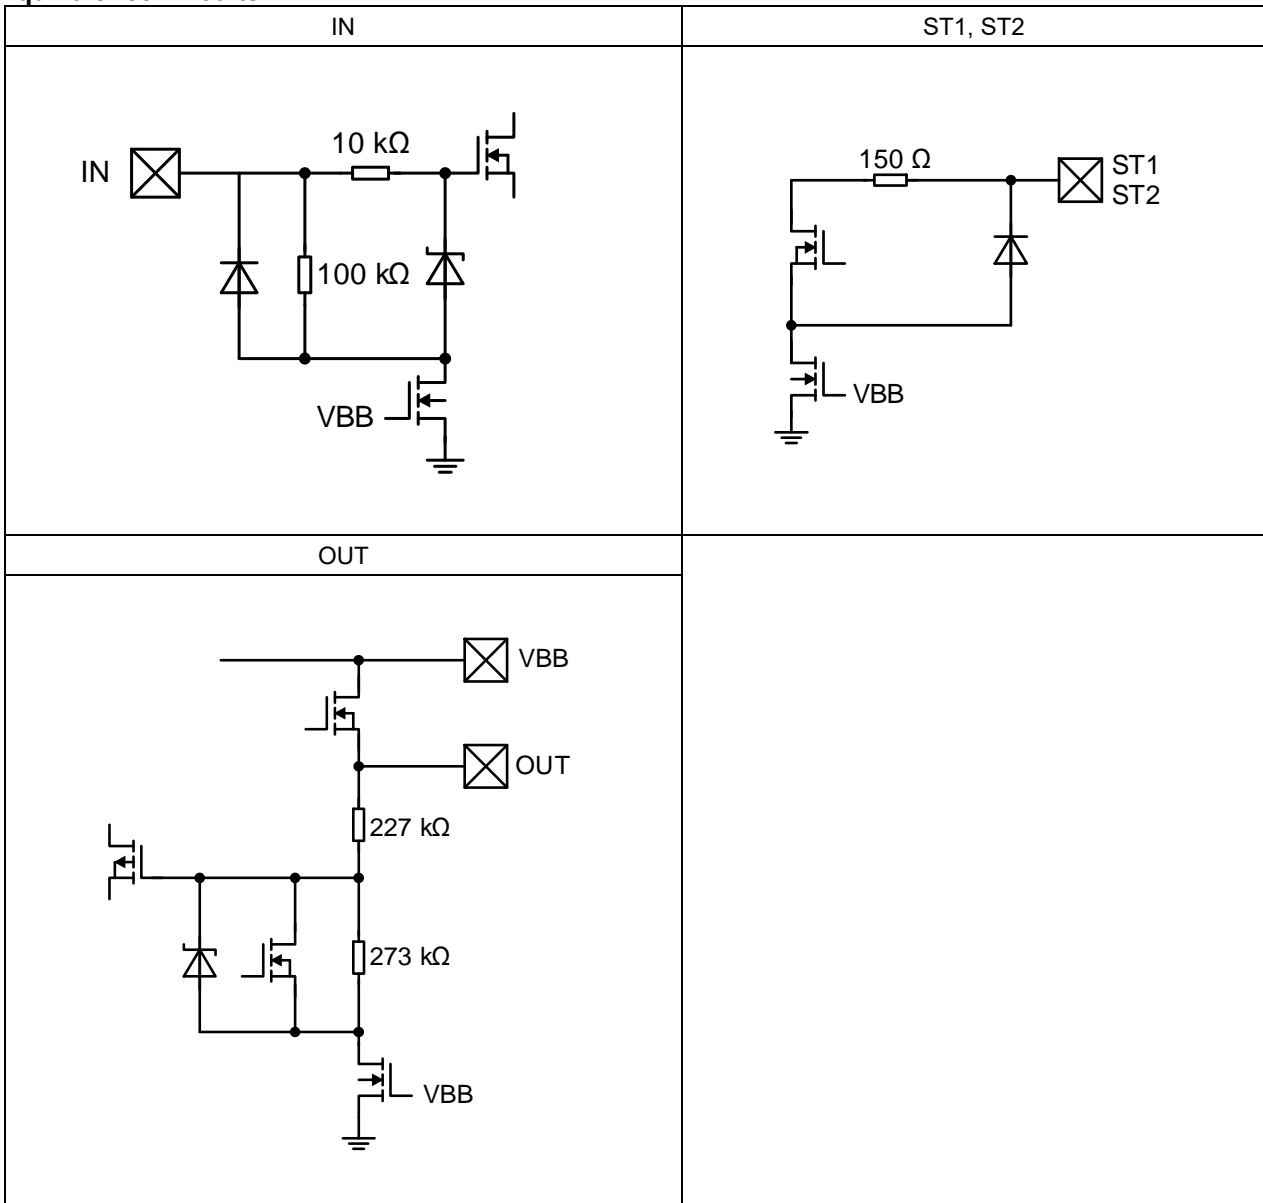 IN
ST1, ST2
IN
10 kΩ
100 kΩ
VBB
150 Ω
ST1
ST2
VBB
OUT
VBB
OUT
227 kΩ
273 kΩ
VBB